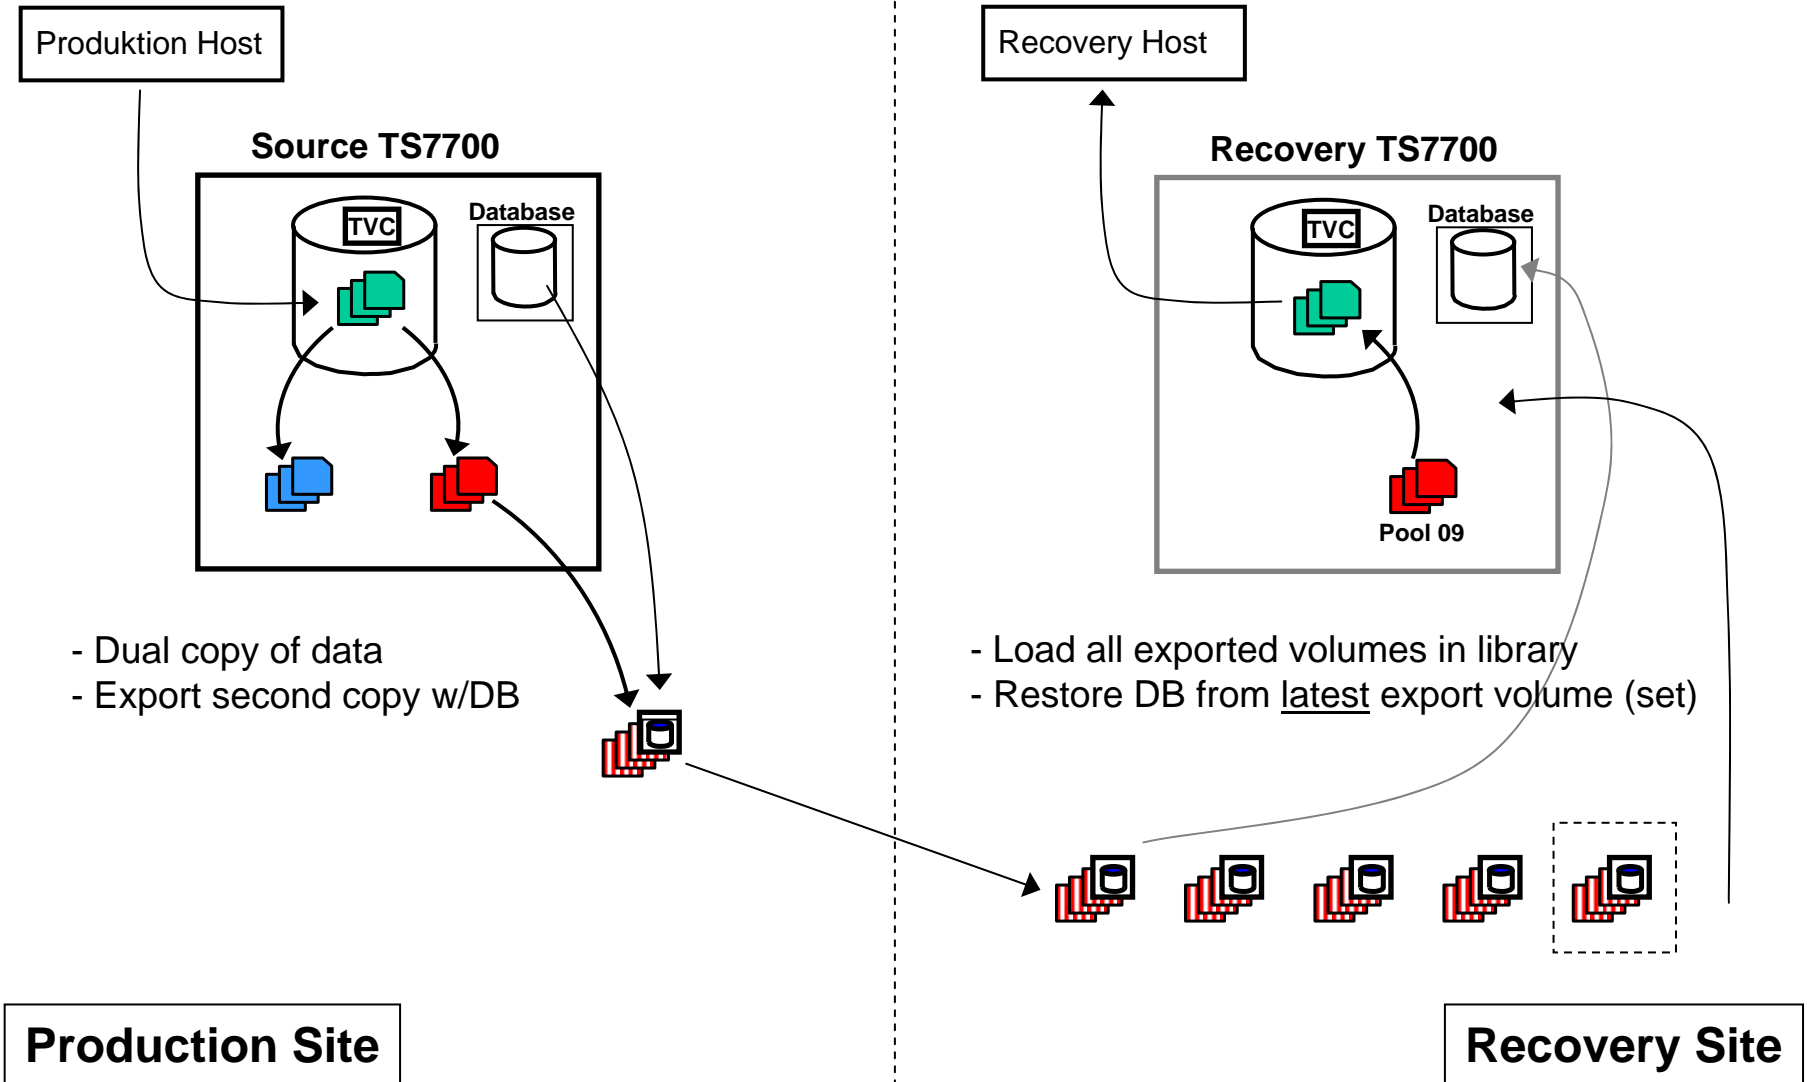 Produktion Host
Source TS7700
TVC
Database
- Dual copy of data
- Export second copy w/DB
Production Site
Recovery Host
Recovery TS7700
TVC
Database
Pool 09
- Load all exported volumes in library
- Restore DB from latest export volume (set)
Recovery Site